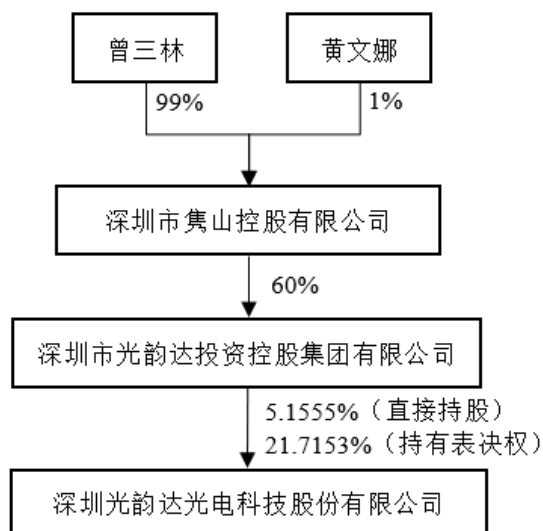 曾三林
黄文娜
99%
1%
深圳市隽山控股有限公司
60%
深圳市光韵达投资控股集团有限公司
5.1555%（直接持股）
21.7153%（持有表决权）
深圳光韵达光电科技股份有限公司